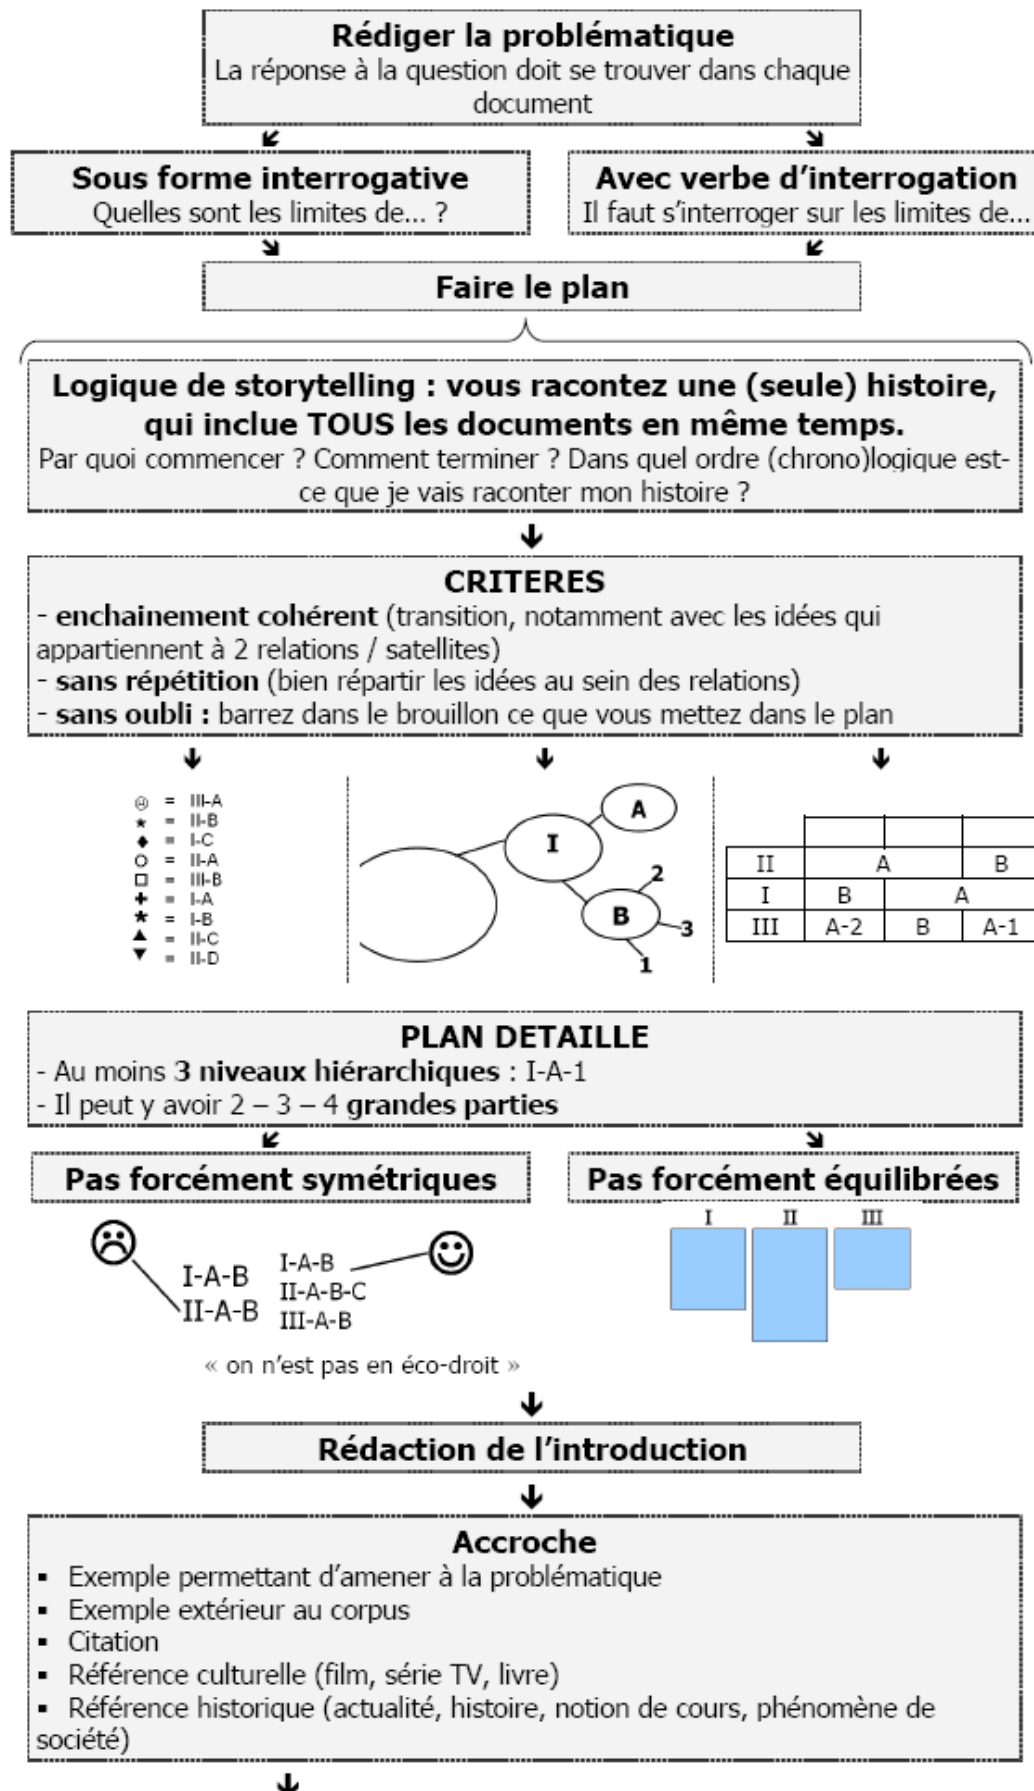 Rédiger la problématique
La réponse à la question doit se trouver dans chaque
document
Sous forme interrogative
Quelles sont les limites de... ?
Avec verbe d'interrogation
Il faut s'interroger sur les limites de...
Faire le plan
Logique de storytelling : vous racontez une (seule) histoire,
qui inclue TOUS les documents en même temps.
Par quoi commencer ? Comment terminer ? Dans quel ordre (chrono)logique est-
ce que je vais raconter mon histoire ?
CRITERES
- enchainement cohérent (transition, notamment avec les idées qui
appartiennent à 2 relations / satellites)
- sans répétition (bien répartir les idées au sein des relations)
- sans oubli : barrez dans le brouillon ce que vous mettez dans le plan
☹ = III-A
★ = II-B
♦ = I-C
○ = II-A
□ = III-B
✚ = I-A
★ = I-B
▲ = II-C
▼ = II-D
A
I
2
B
3
1
II A B
I B A
III A-2 B A-1
PLAN DETAILLE
- Au moins 3 niveaux hiérarchiques : I-A-1
- Il peut y avoir 2 – 3 – 4 grandes parties
Pas forcément symétriques
Pas forcément équilibrées
I-A-B
II-A-B
I-A-B
II-A-B-C
III-A-B
I II III
« on n'est pas en éco-droit »
Rédaction de l'introduction
Accroche
▪ Exemple permettant d'amener à la problématique
▪ Exemple extérieur au corpus
▪ Citation
▪ Référence culturelle (film, série TV, livre)
▪ Référence historique (actualité, histoire, notion de cours, phénomène de
société)